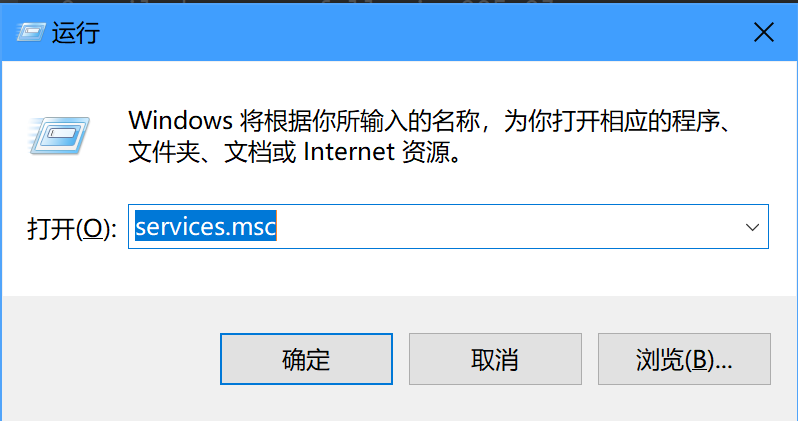 运行
Windows 将根据你所输入的名称，为你打开相应的程序、
文件夹、文档或 Internet 资源。
打开(O): services.msc
确定 取消 浏览(B)...